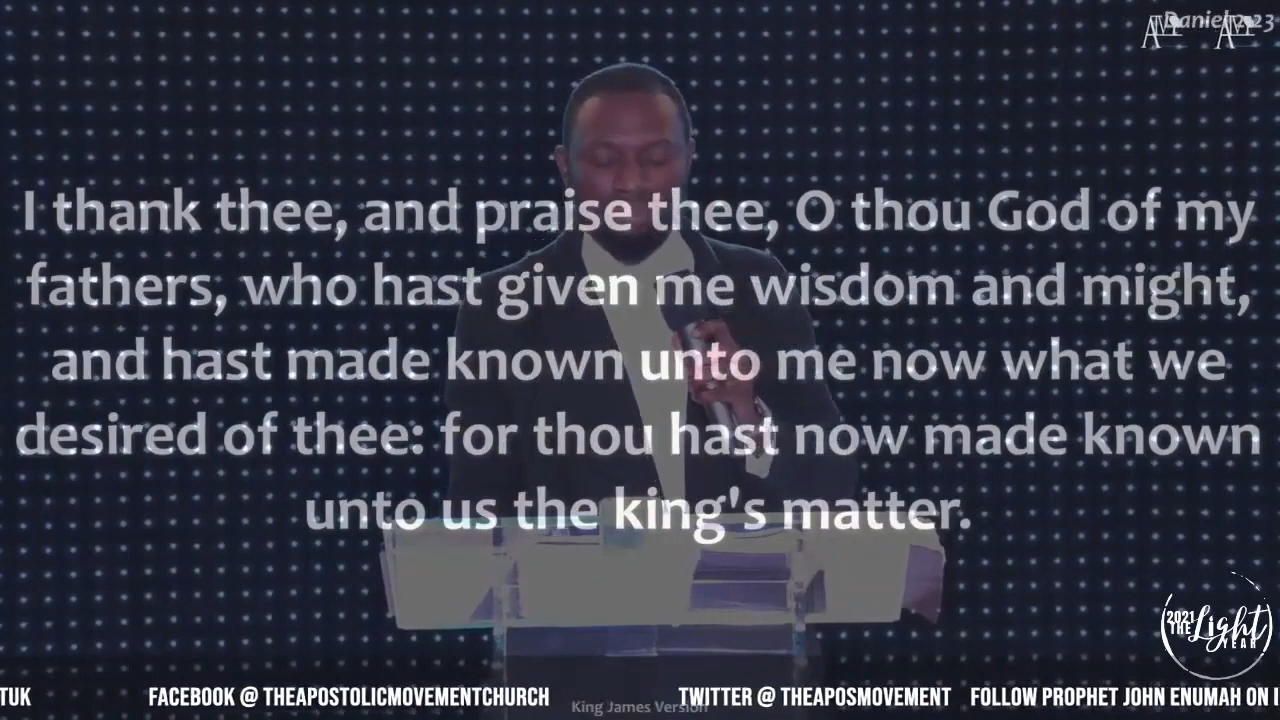 Daniel 2:23
I thank thee, and praise thee, O thou God of my
fathers, who hast given me wisdom and might,
and hast made known unto me now what we
desired of thee: for thou hast now made known
unto us the king's matter.
2021
THE Light
YEAR
TUK FACEBOOK @ THEAPOSTOLICMOVEMENTCHURCH TWITTER @ THEAPOSMOVEMENT FOLLOW PROPHET JOHN ENUMAH ON I
King James Version